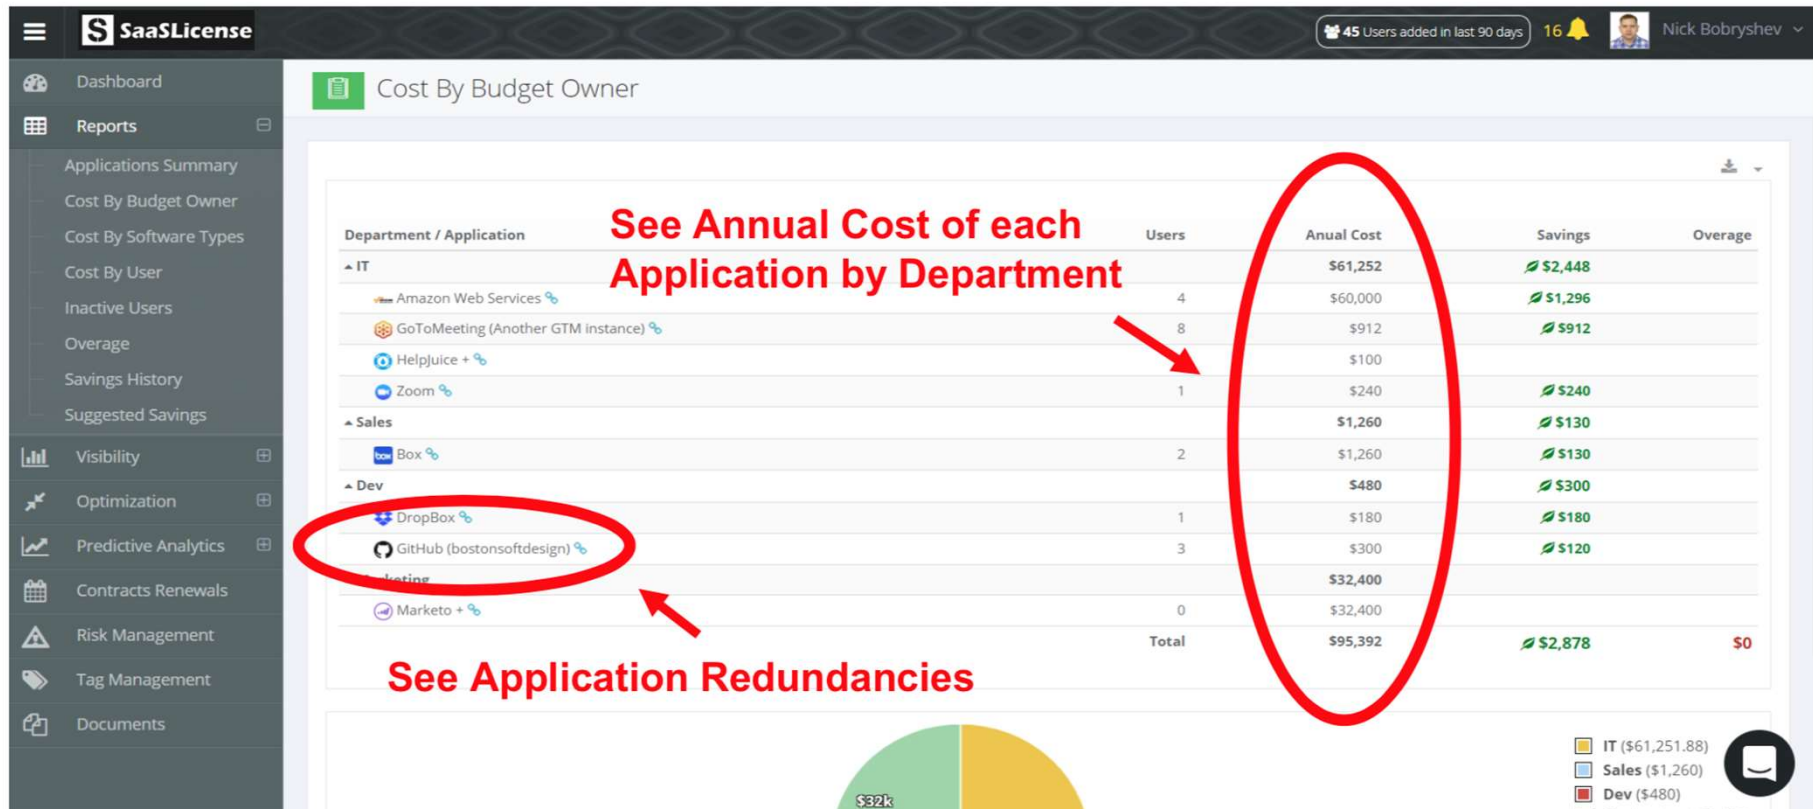 SaaSLicense
45 Users added in last 90 days
16
Nick Bobryshev
Dashboard
Reports
Applications Summary
Cost By Budget Owner
Cost By Software Types
Cost By User
Inactive Users
Overage
Savings History
Suggested Savings
Visibility
Optimization
Predictive Analytics
Contracts Renewals
Risk Management
Tag Management
Documents
Cost By Budget Owner
See Annual Cost of each
Application by Department
Department / Application Users Anual Cost Savings Overage
IT $61,252 $2,448
Amazon Web Services 4 $60,000 $1,296
GoToMeeting (Another GTM instance) 8 $912 $912
HelpJuice + $100
Zoom 1 $240 $240
Sales $1,260 $130
box Box 2 $1,260 $130
Dev $480 $300
DropBox 1 $180 $180
GitHub (bostonsoftdesign) 3 $300 $120
Marketing $32,400
Marketo + 0 $32,400
Total $95,392 $2,878 $0
See Application Redundancies
$32k
IT ($61,251.88)
Sales ($1,260)
Dev ($480)